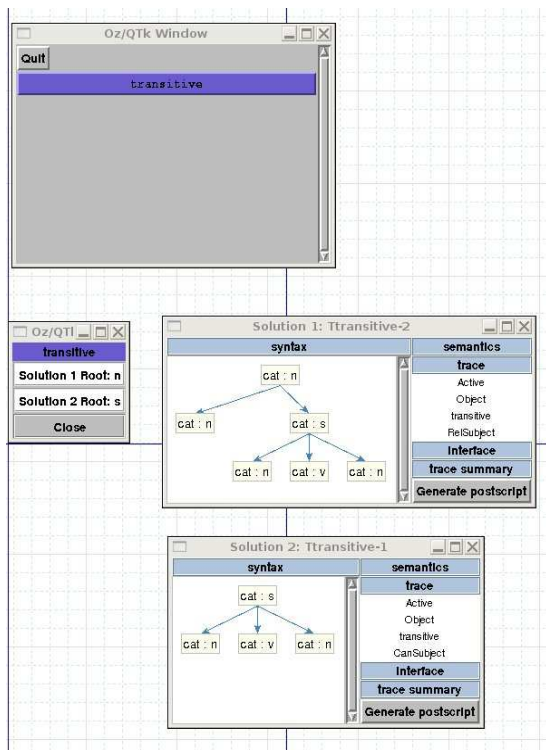 Oz/QTk Window
Quit
transitive
Oz/QTl
transitive
Solution 1 Root: n
Solution 2 Root: s
Close
Solution 1: Ttransitive-2
syntax
semantics
trace
cat : n
Active
Object
cat : n
cat : s
transitive
RelSubject
Interface
cat : n
cat : v
cat : n
trace summary
Generate postscript
Solution 2: Ttransitive-1
syntax
semantics
trace
cat : s
Active
Object
cat : n
cat : v
cat : n
transitive
CanSubject
Interface
trace summary
Generate postscript